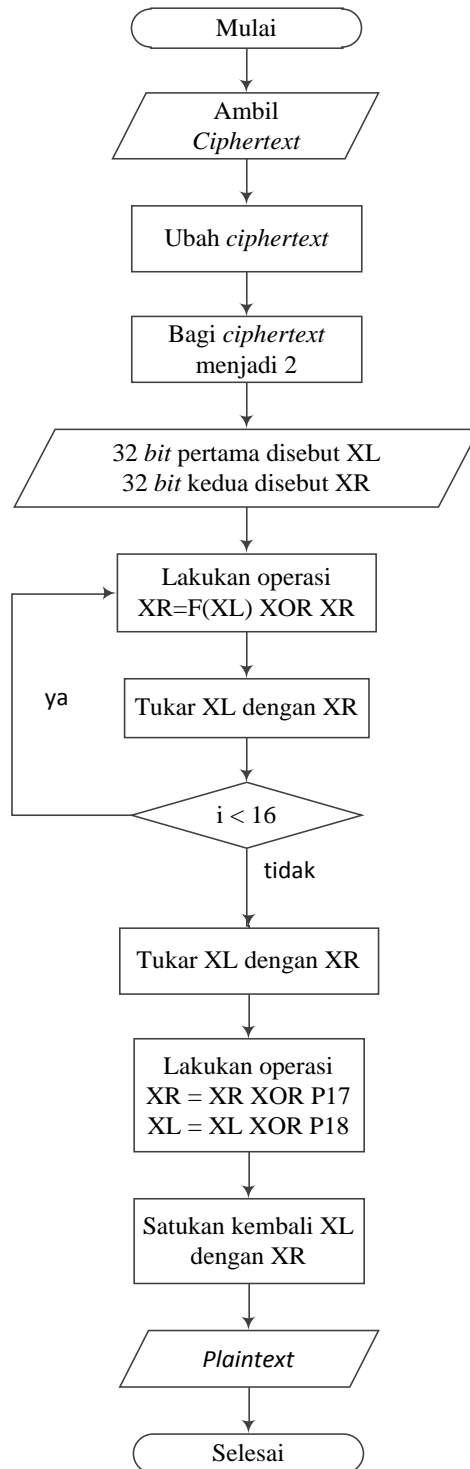 Mulai
Ambil
Ciphertext
Ubah ciphertext
Bagi ciphertext
menjadi 2
32 bit pertama disebut XL
32 bit kedua disebut XR
Lakukan operasi
XR=F(XL) XOR XR
ya
Tukar XL dengan XR
i < 16
tidak
Tukar XL dengan XR
Lakukan operasi
XR = XR XOR P17
XL = XL XOR P18
Satukan kembali XL
dengan XR
Plaintext
Selesai